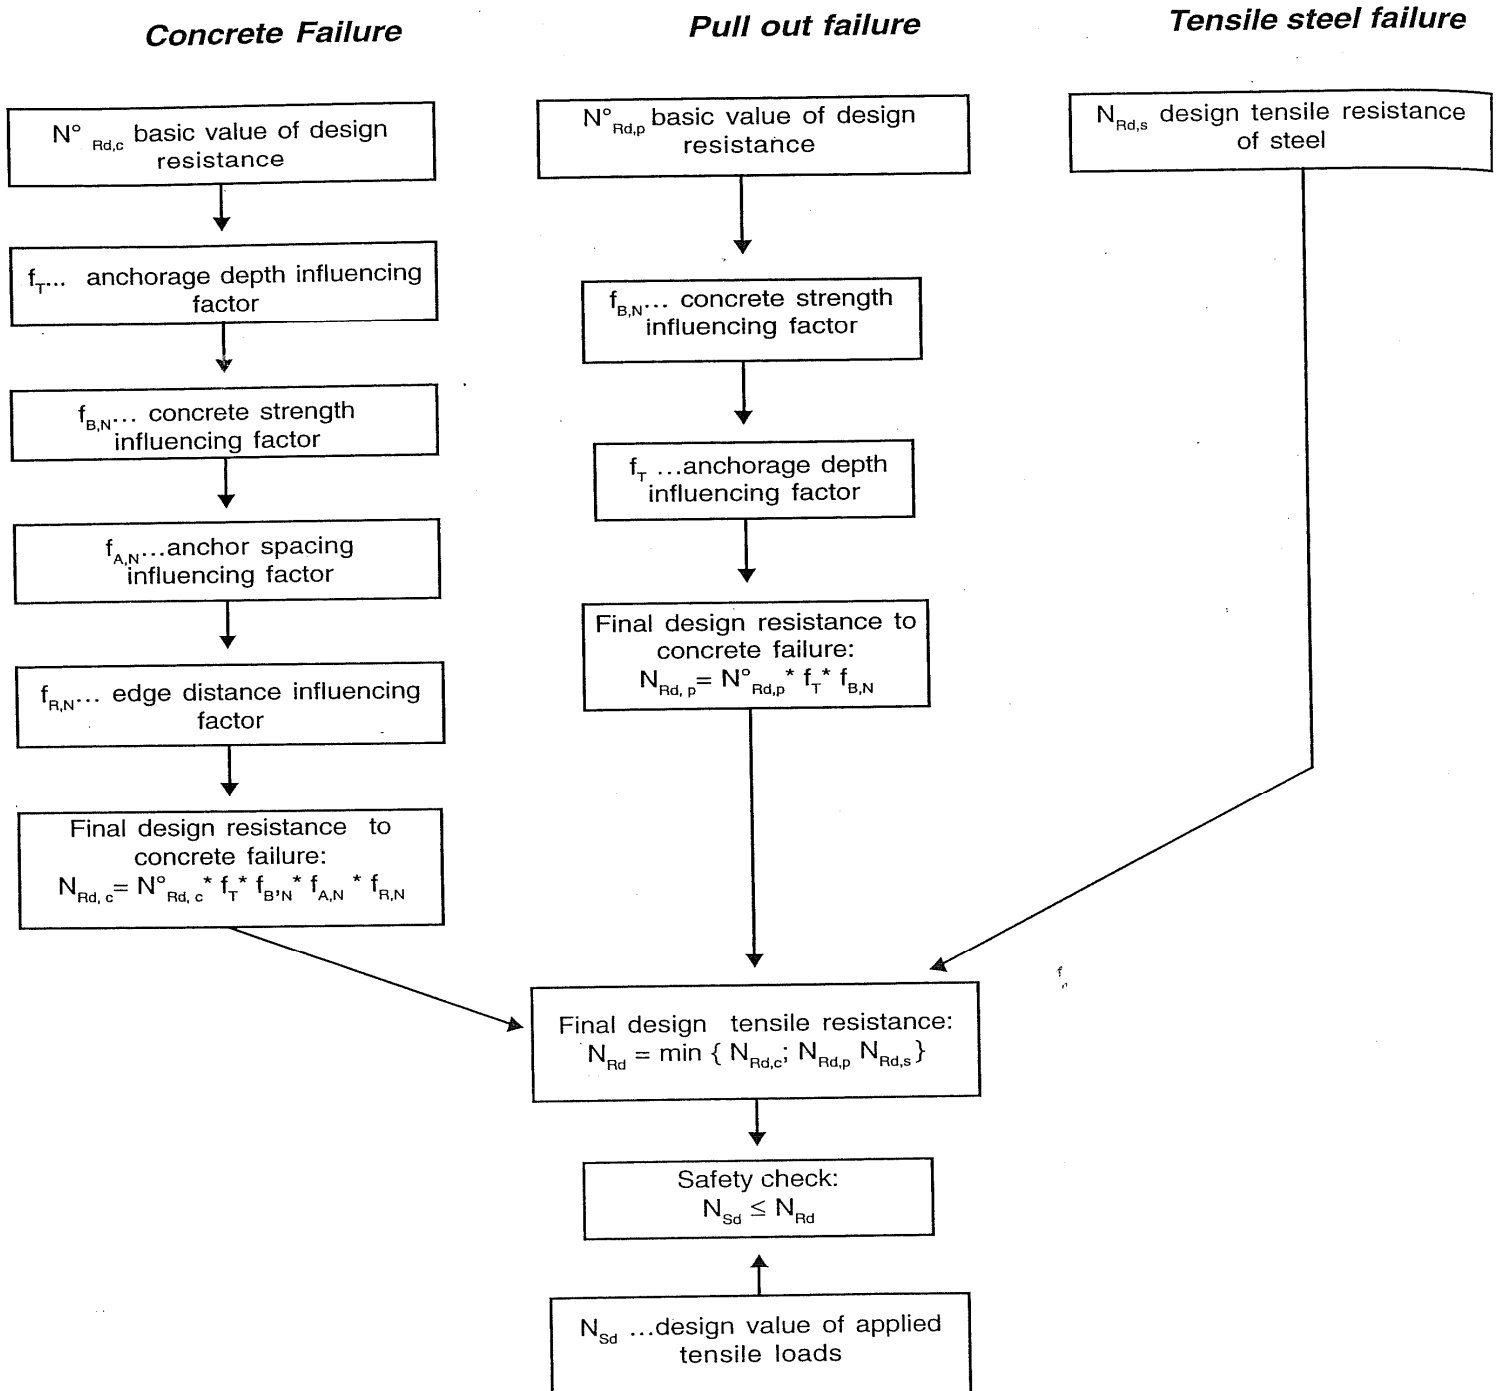 Concrete Failure
N° Rd,c basic value of design
resistance
fT... anchorage depth influencing
factor
fB,N... concrete strength
influencing factor
fA,N...anchor spacing
influencing factor
fR,N... edge distance influencing
factor
Final design resistance to
concrete failure:
NRd, c= N°Rd, c* fT* fB,N* fA,N * fR,N
Pull out failure
N°Rd,p basic value of design
resistance
fB,N... concrete strength
influencing factor
fT ...anchorage depth
influencing factor
Final design resistance to
concrete failure:
NRd, p= N°Rd,p* fT* fB,N
Tensile steel failure
NRd,s design tensile resistance
of steel
Final design tensile resistance:
NRd = min { NRd,c; NRd,p NRd,s}
Safety check:
NSd ≤ NRd
NSd ...design value of applied
tensile loads